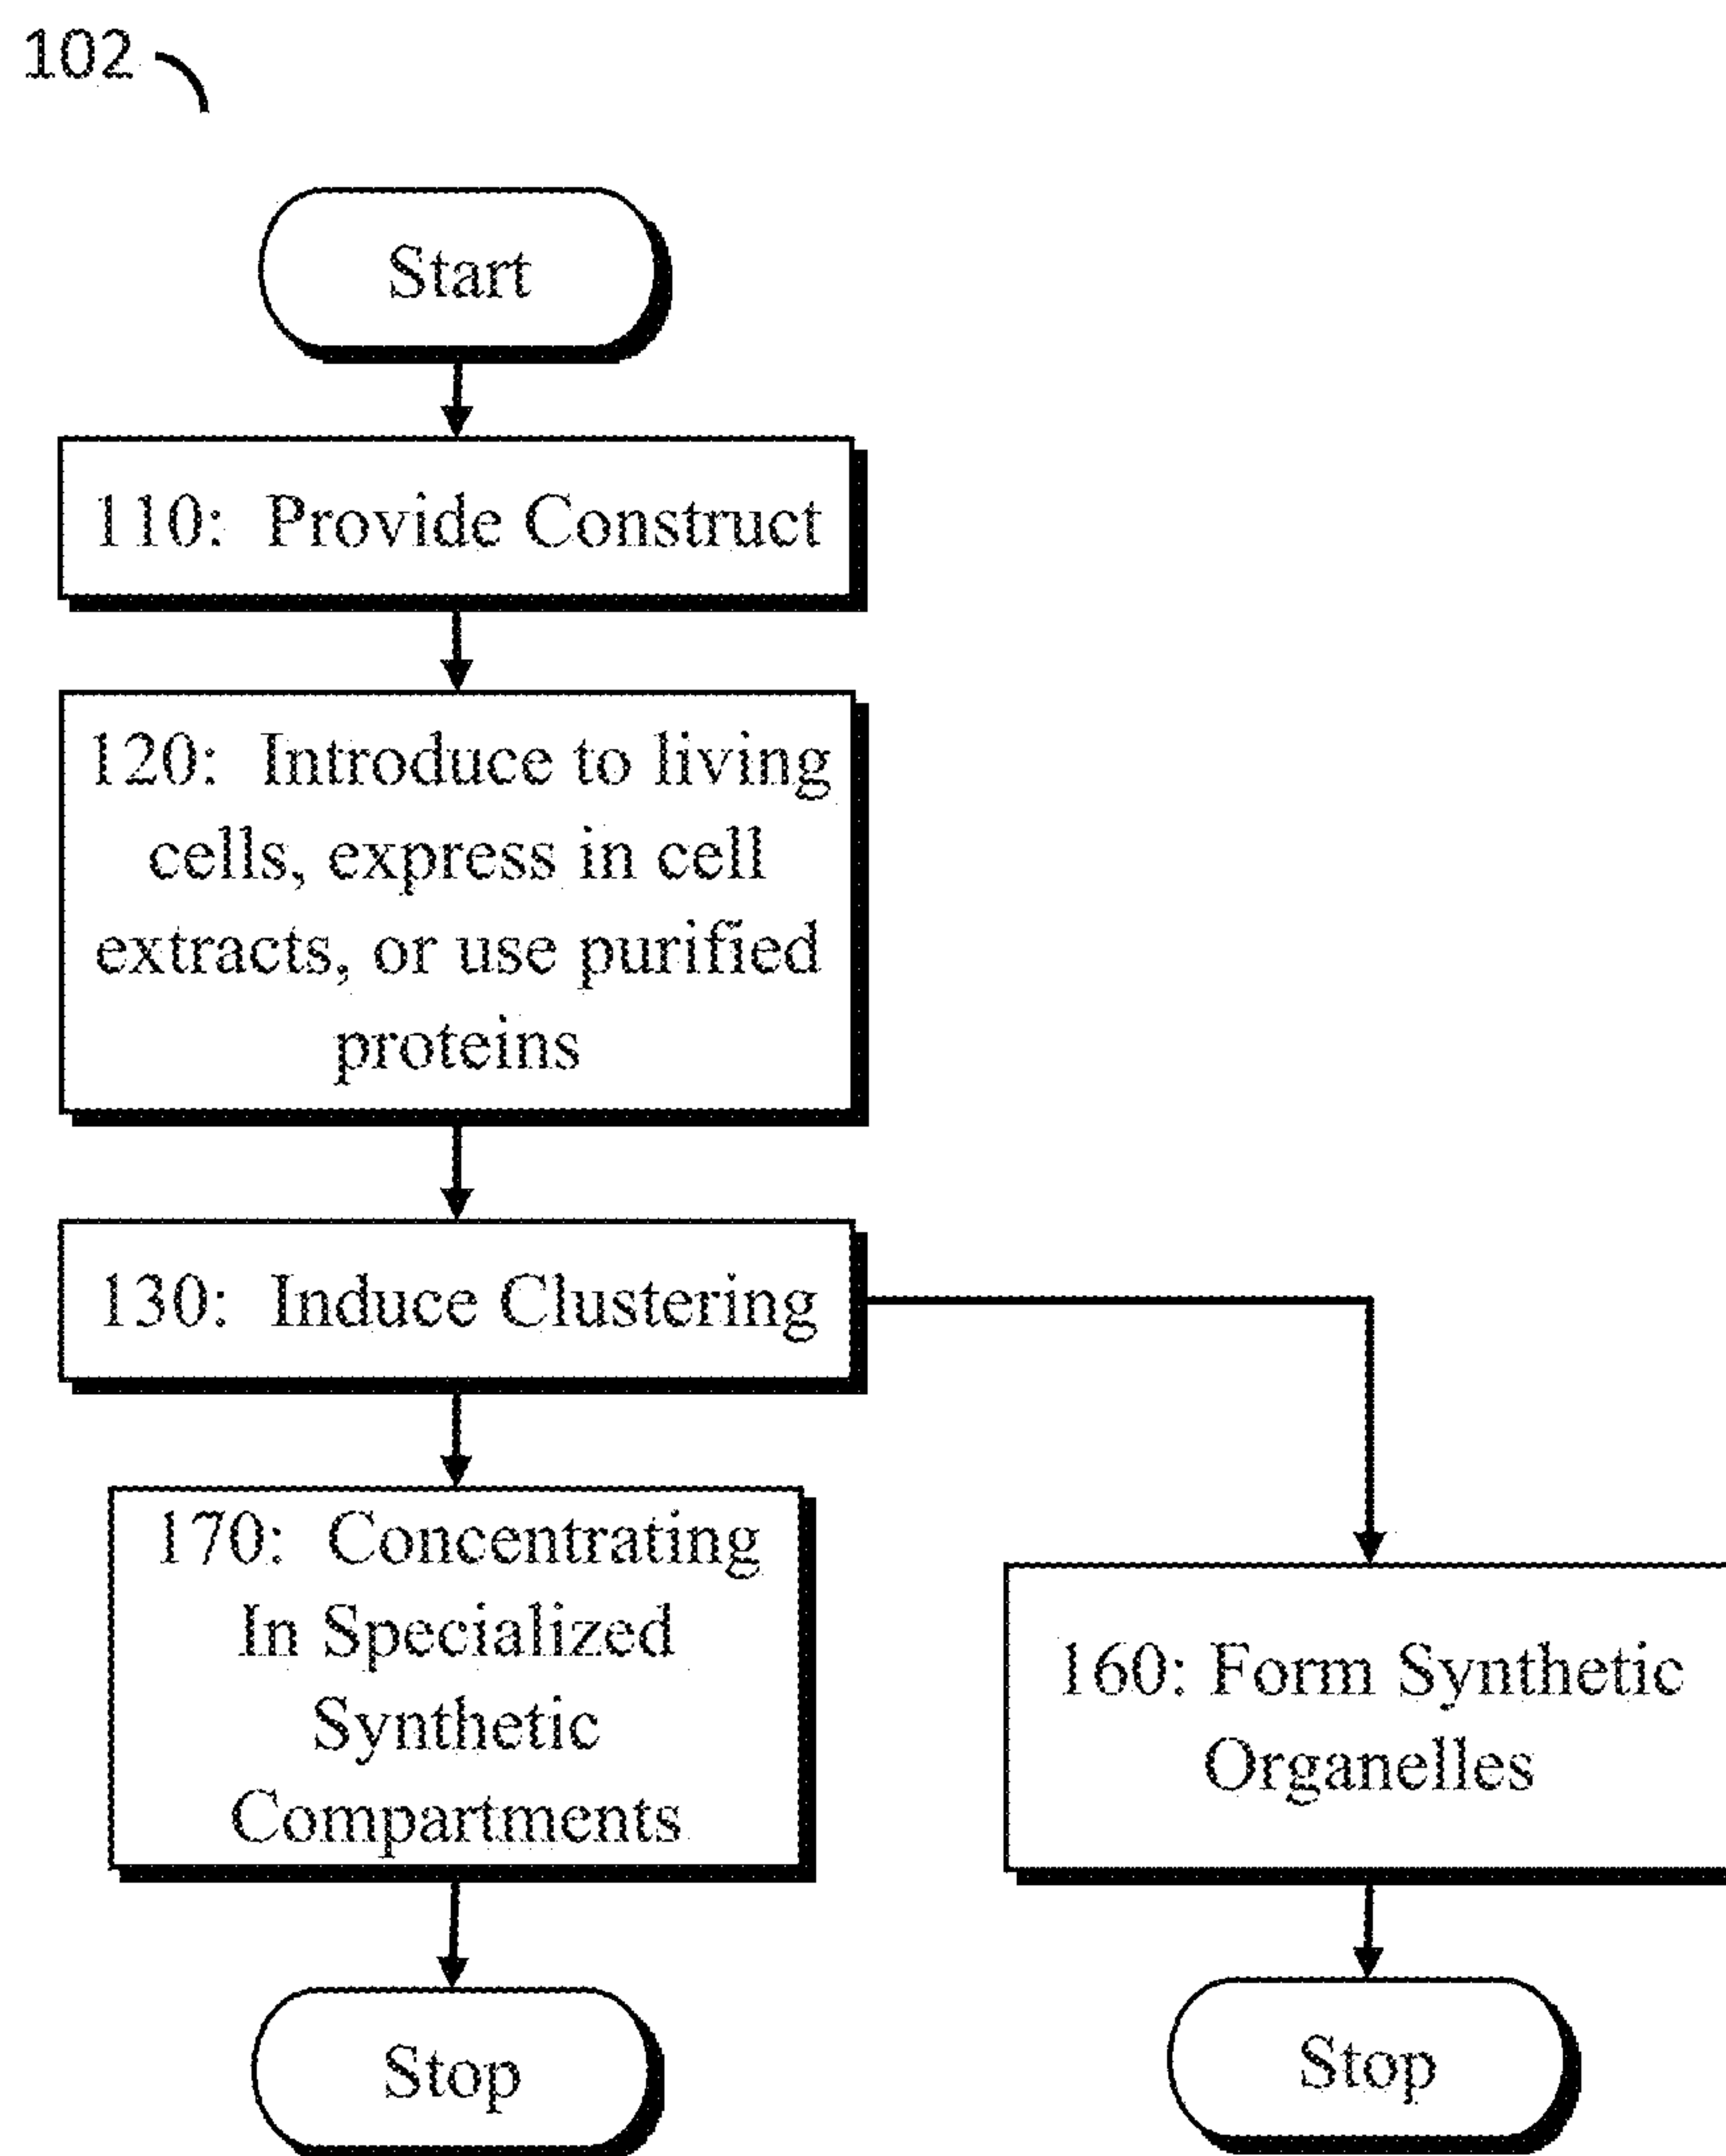 102
Start
110: Provide Construct
120: Introduce to living
cells, express in cell
extracts, or use purified
proteins
130: Induce Clustering
170: Concentrating
In Specialized
Synthetic
Compartments
160: Form Synthetic
Organelles
Stop
Stop